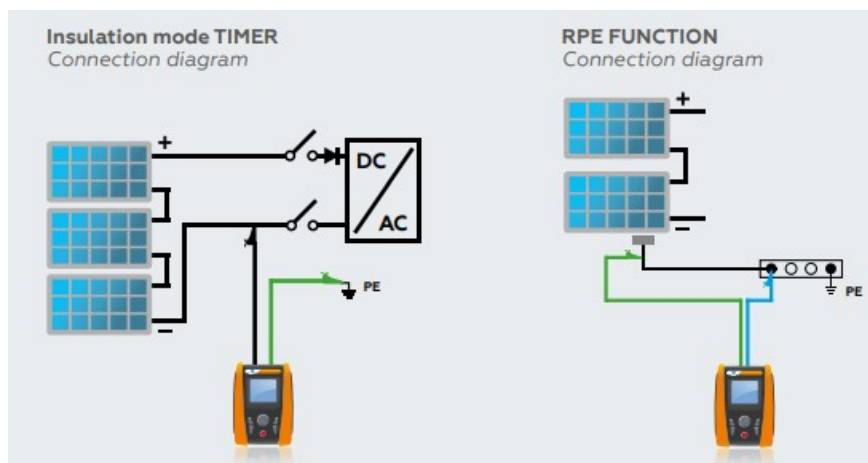 Insulation mode TIMER
Connection diagram
+
DC
AC
–
PE
RPE FUNCTION
Connection diagram
+
–
PE